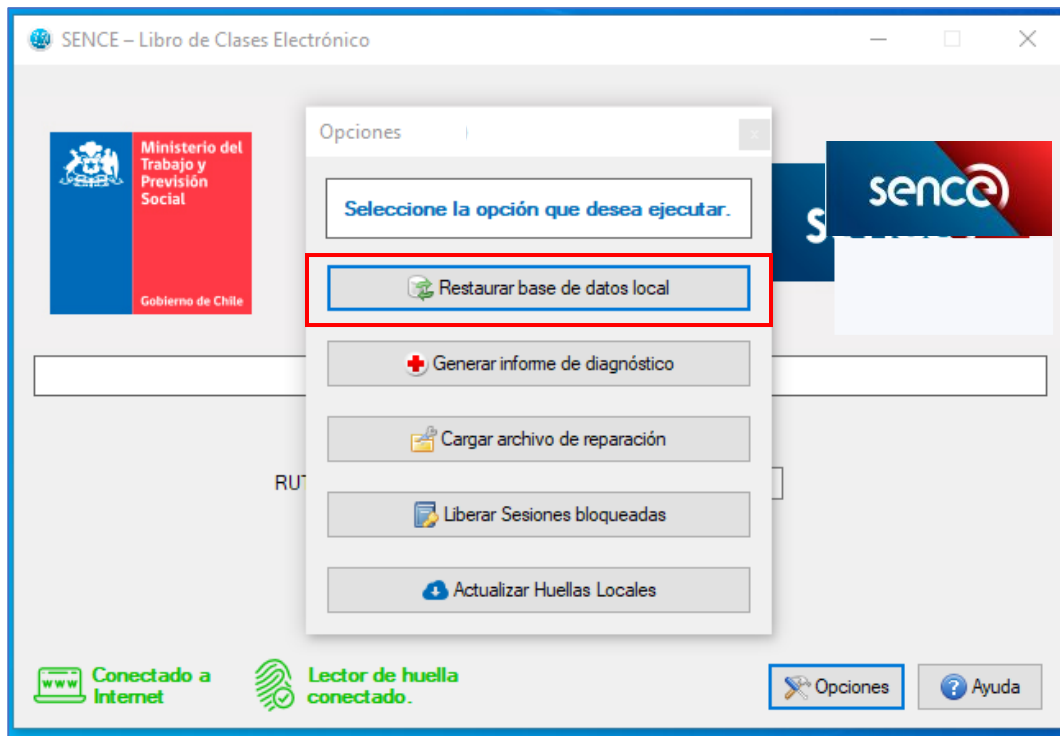 SENCE – Libro de Clases Electrónico
Opciones
x
Ministerio del
Trabajo y
Previsión
Social
Gobierno de Chile
sence
Seleccione la opción que desea ejecutar.
Restaurar base de datos local
Generar informe de diagnóstico
Cargar archivo de reparación
RUT
Liberar Sesiones bloqueadas
Actualizar Huellas Locales
www
Conectado a
Internet
Lector de huella
conectado.
Opciones
? Ayuda